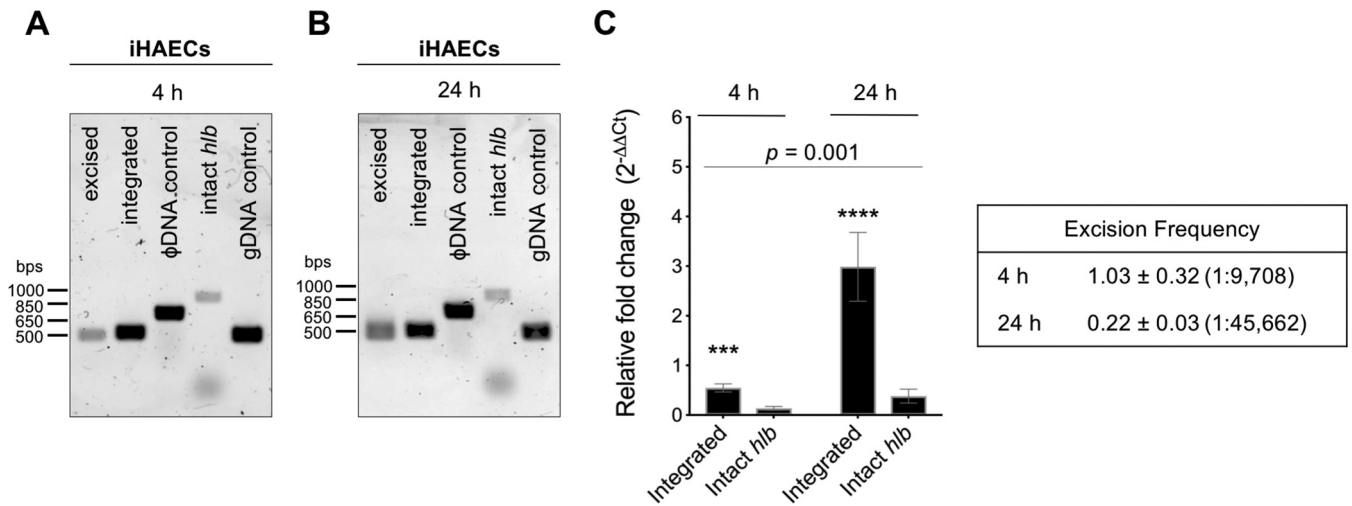 A
iHAECs
4 h
excised
integrated
ϕDNA control
intact hlb
gDNA control
bps
1000
850
650
500
B
iHAECs
24 h
excised
integrated
ϕDNA control
intact hlb
gDNA control
bps
1000
850
650
500
C
4 h
24 h
Relative fold change (2-ΔΔCt)
6
5
4
3
2
1
0
p = 0.001
***
****
Integrated
Intact hlb
Integrated
Intact hlb
Excision Frequency
4 h 1.03 ± 0.32 (1:9,708)
24 h 0.22 ± 0.03 (1:45,662)